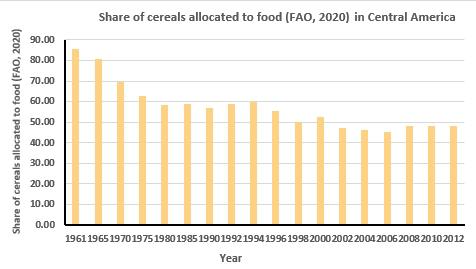 Share of cereals allocated to food (FAO, 2020) in Central America
Share of cereals allocated to food (FAO, 2020)
90.00
80.00
70.00
60.00
50.00
40.00
30.00
20.00
10.00
0.00
1961 1965 1970 1975 1980 1985 1990 1992 1994 1996 1998 2000 2002 2004 2006 2008 2010 2012
Year